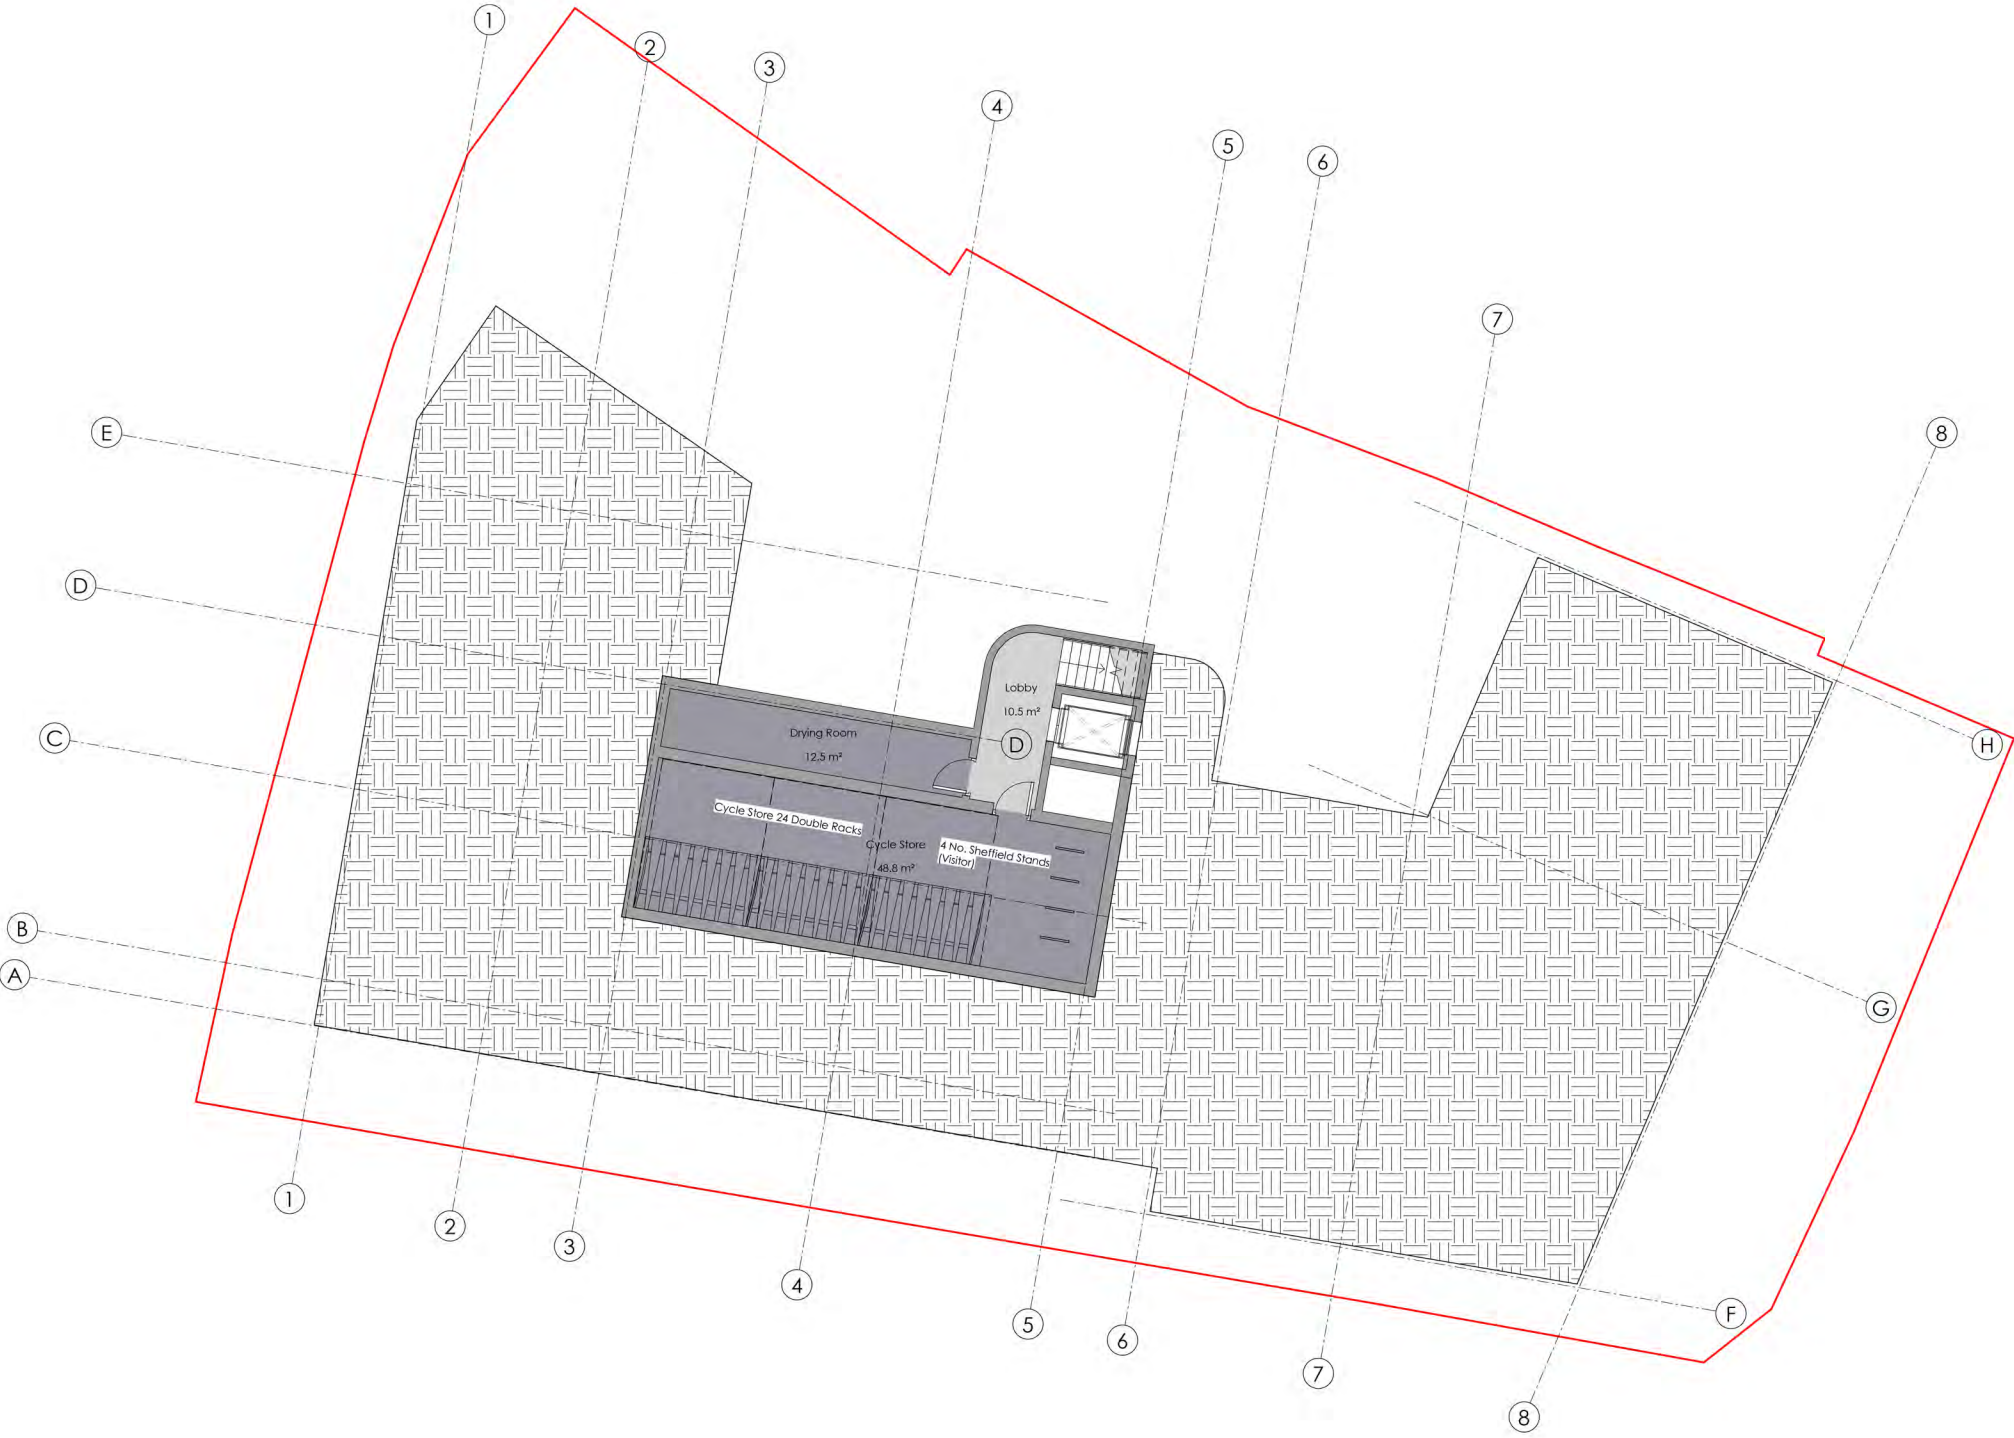 1
2
3
4
5
6
7
8
E
D
C
B
A
Lobby
10.5 m²
D
Drying Room
12.5 m²
Cycle Store 24 Double Racks
Cycle Store
48.8 m²
4 No. Sheffield Stands
(Visitor)
H
G
F
1
2
3
4
5
6
7
8